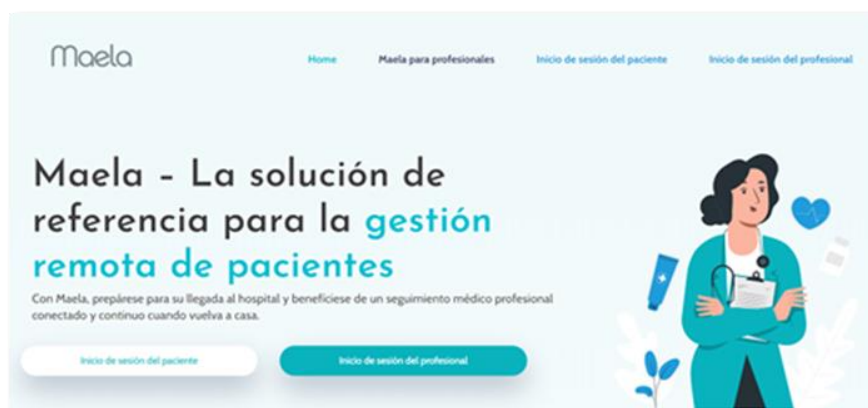 Maela
Home
Maela para profesionales
Inicio de sesión del paciente
Inicio de sesión del profesional
Maela – La solución de
referencia para la gestión
remota de pacientes
Con Maela, prepárese para su llegada al hospital y benefíciese de un seguimiento médico profesional
conectado y continuo cuando vuelva a casa.
Inicio de sesión del paciente
Inicio de sesión del profesional